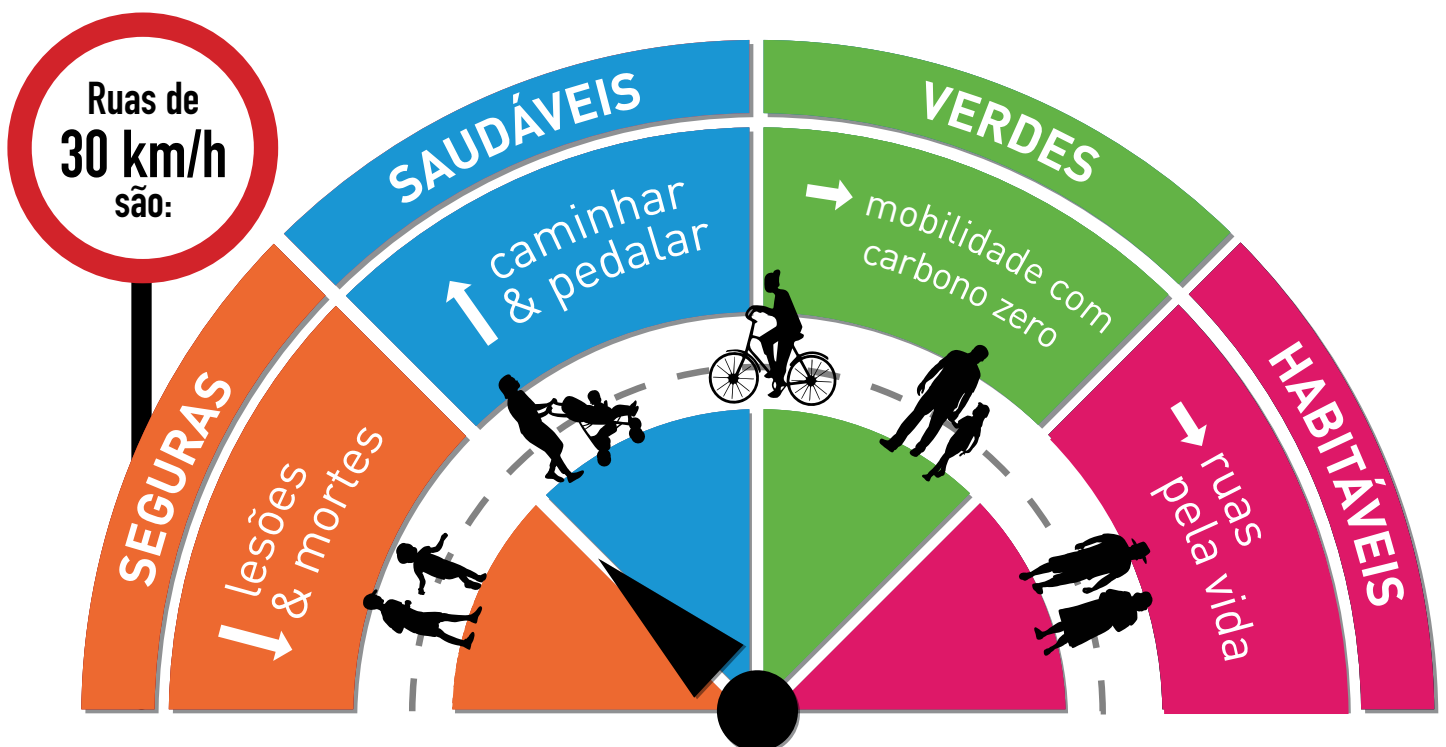 Ruas de
30 km/h
são:
SEGURAS
lesões
& mortes
SAUDÁVEIS
caminhar
& pedalar
VERDES
mobilidade com
carbono zero
HABITÁVEIS
ruas
pela vida